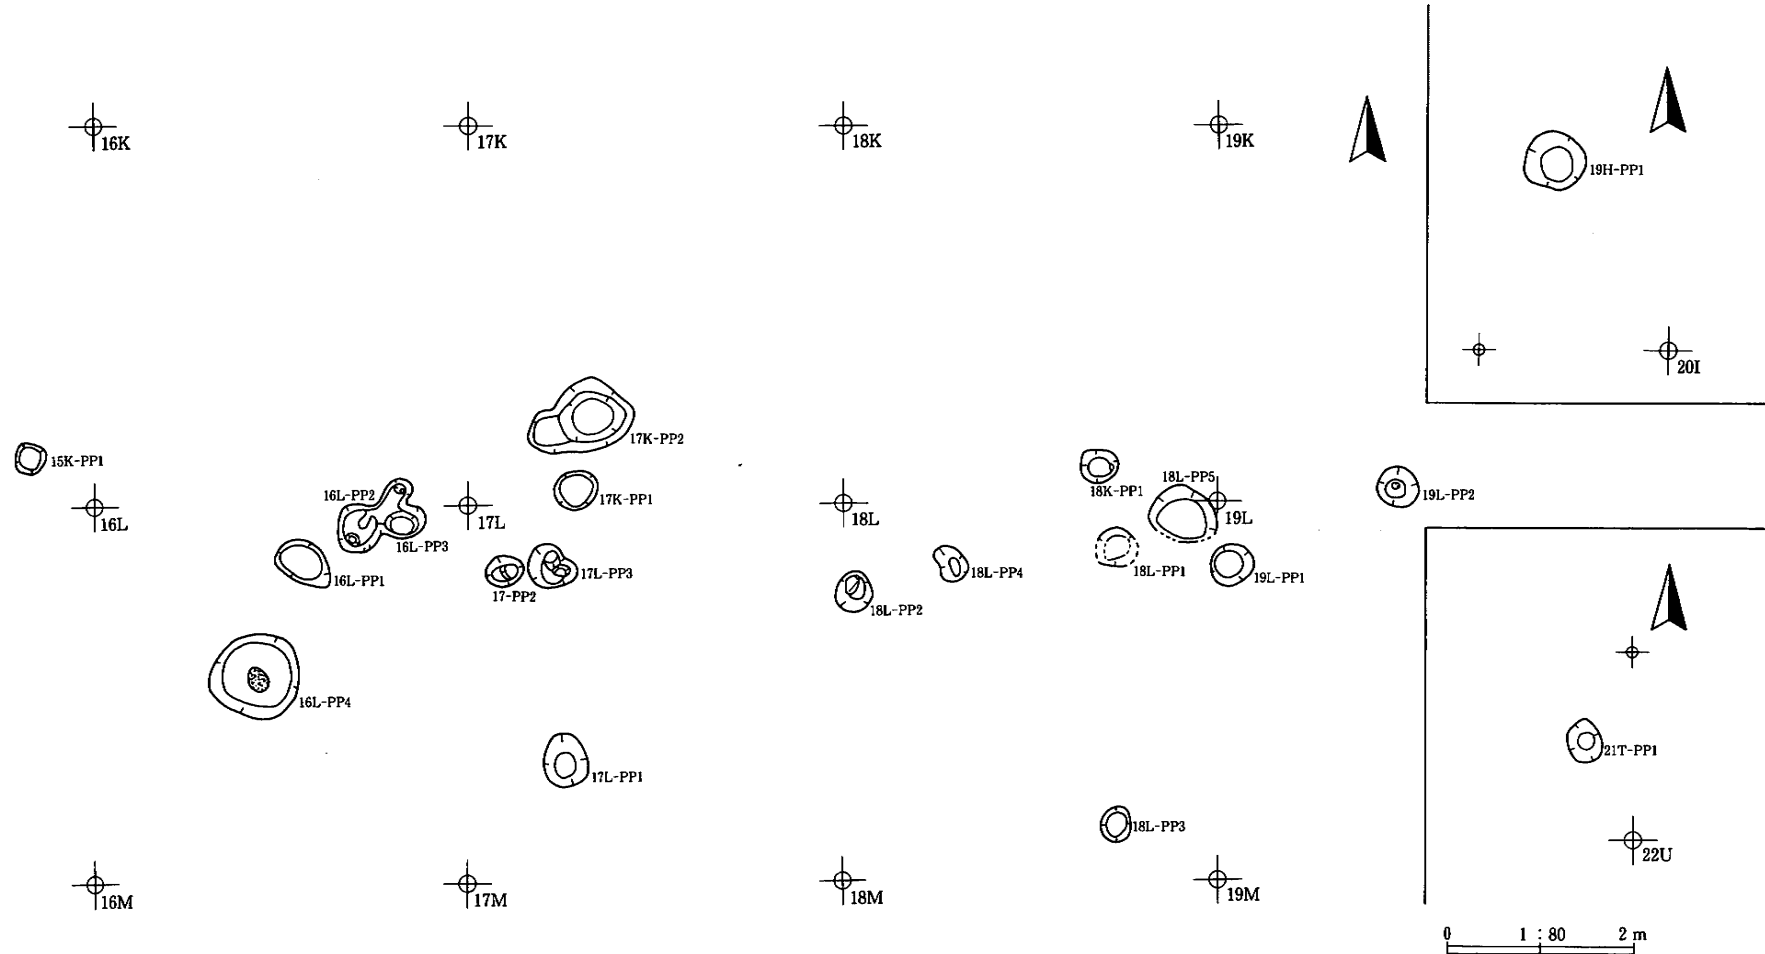 16K
17K
18K
19K
19H-PP1
20I
17K-PP2
15K-PP1
17K-PP1
18K-PP1
18L-PP5
19L-PP2
16L-PP2
16L
17L
18L
19L
16L-PP3
16L-PP1
17-PP2
17L-PP3
18L-PP4
18L-PP1
19L-PP1
18L-PP2
16L-PP4
21T-PP1
17L-PP1
18L-PP3
22U
16M
17M
18M
19M
0 1 : 80 2 m